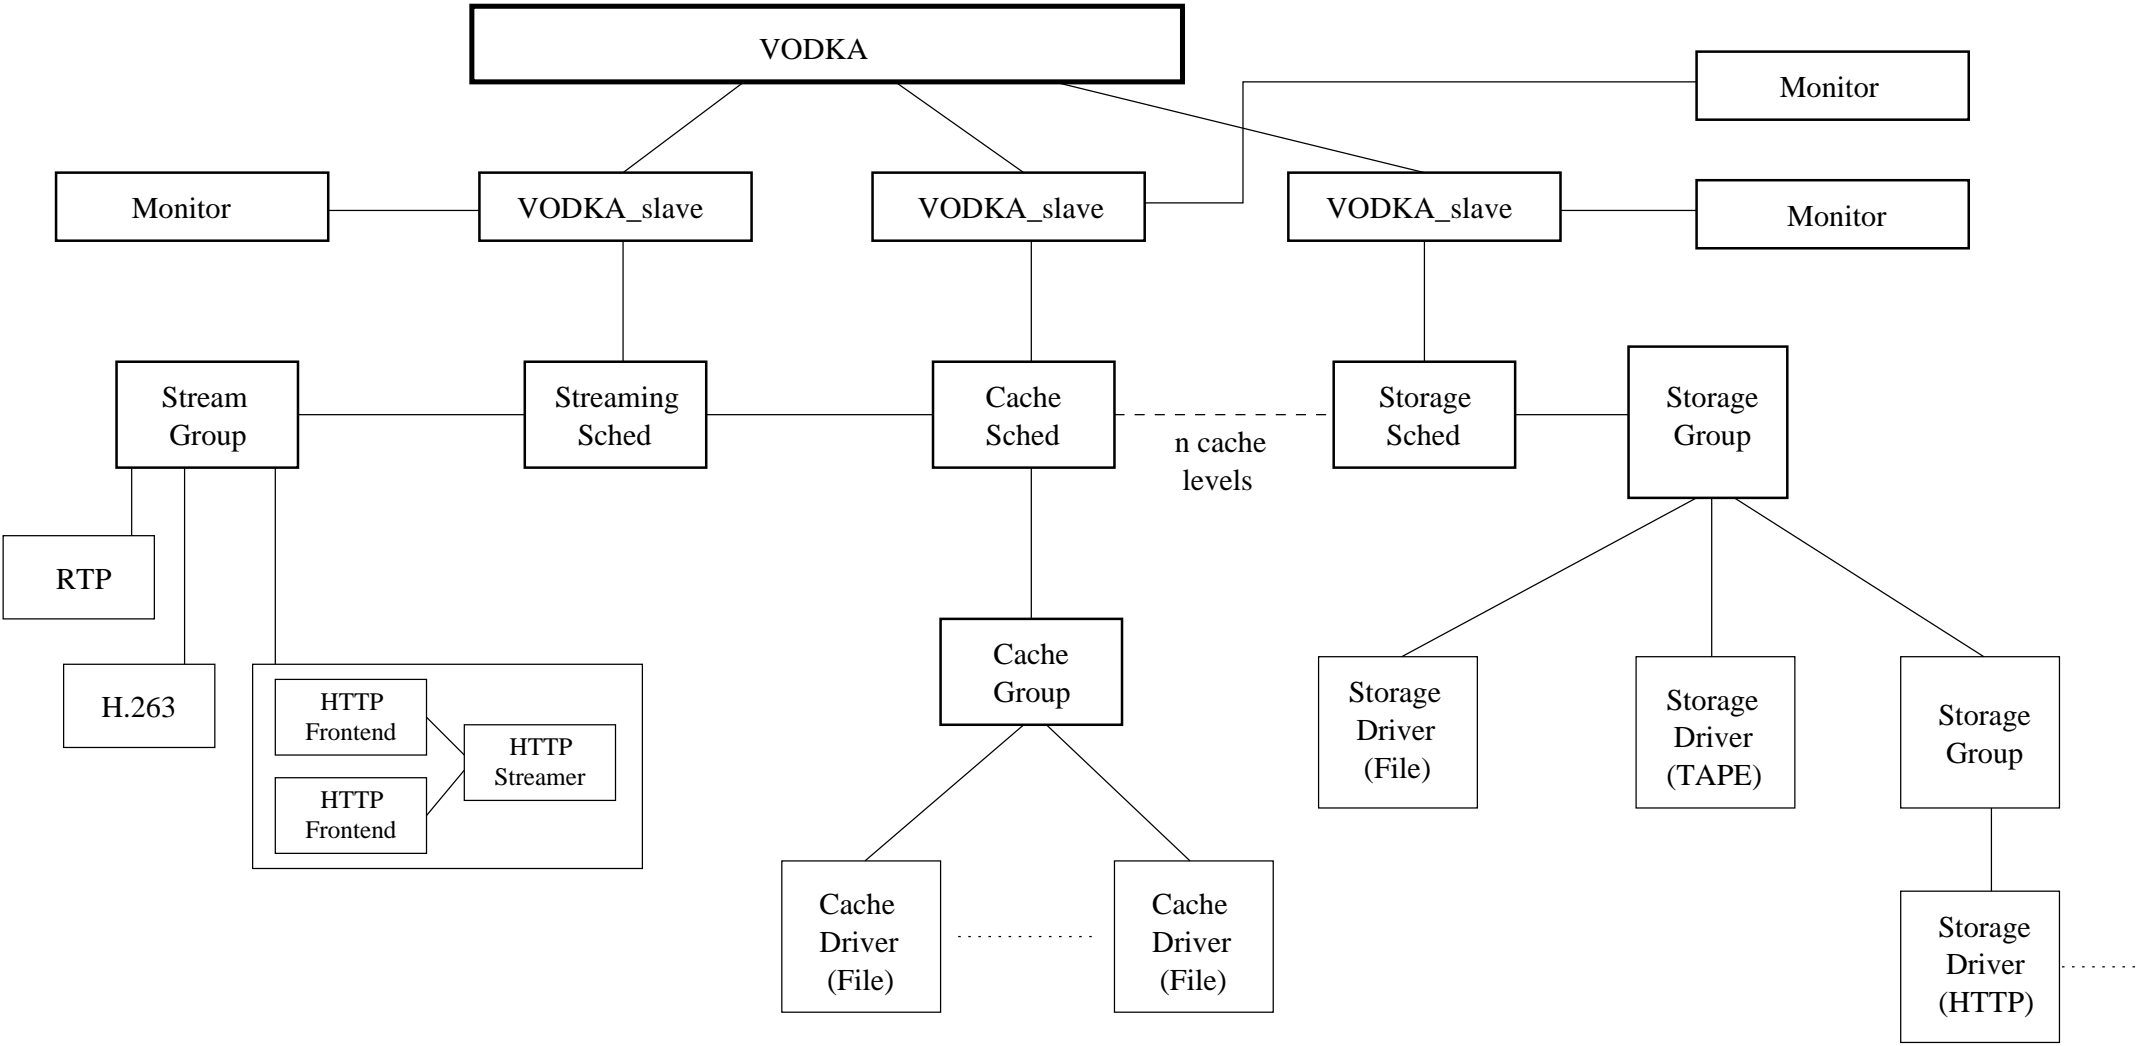 VODKA
Monitor
Monitor
VODKA_slave
VODKA_slave
VODKA_slave
Monitor
Stream
Group
Streaming
Sched
Cache
Sched
n cache
levels
Storage
Sched
Storage
Group
RTP
H.263
HTTP
Frontend
HTTP
Streamer
HTTP
Frontend
Cache
Group
Storage
Driver
(File)
Storage
Driver
(TAPE)
Storage
Group
Cache
Driver
(File)
Cache
Driver
(File)
Storage
Driver
(HTTP)